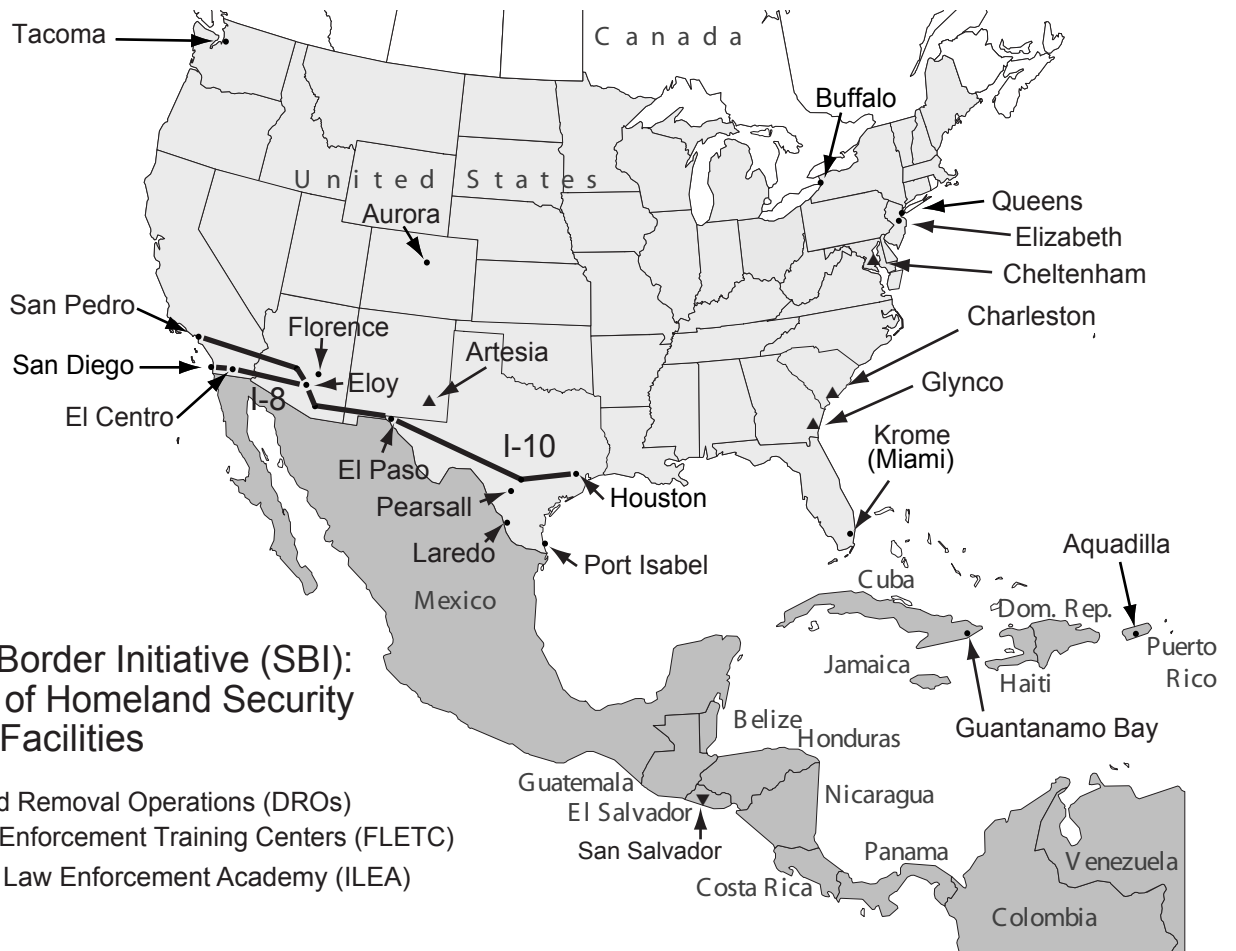 Canada
Tacoma
Buffalo
United States
Aurora
Queens
Elizabeth
Cheltenham
San Pedro
Florence
Charleston
Artesia
San Diego
Eloy
Glynco
I-8
El Centro
Krome
(Miami)
I-10
El Paso
Houston
Pearsall
Laredo
Port Isabel
Aquadilla
Cuba
Mexico
Dom. Rep.
Puerto
Rico
Jamaica
Haiti
Border Initiative (SBI):
of Homeland Security
Facilities
Belize
Guantanamo Bay
Honduras
Guatemala
Nicaragua
El Salvador
San Salvador
Removal Operations (DROs)
Enforcement Training Centers (FLETC)
Law Enforcement Academy (ILEA)
Panama
Costa Rica
Venezuela
Colombia